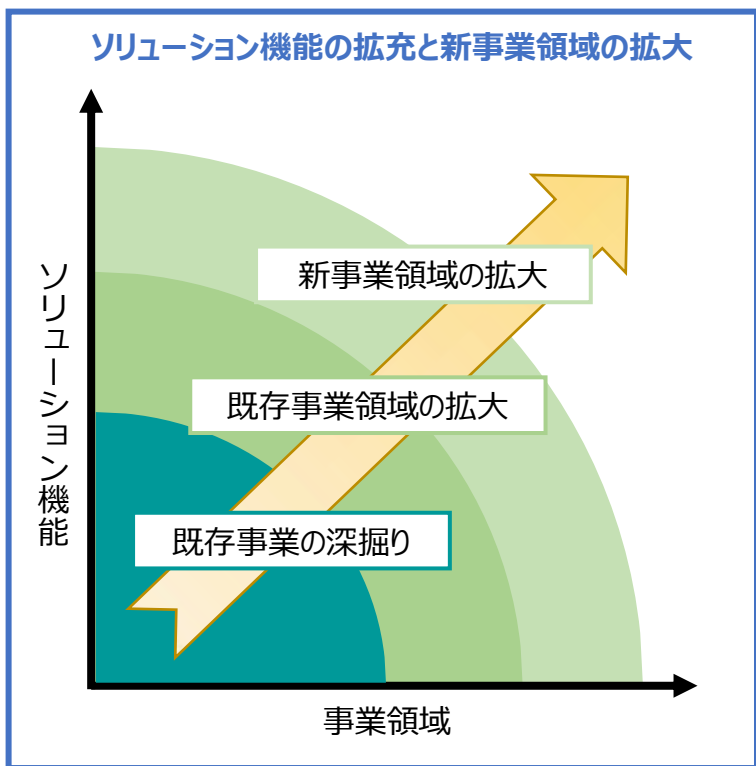 ソリューション機能の拡充と新事業領域の拡大
新事業領域の拡大
既存事業領域の拡大
既存事業の深掘り
ソリューション機能
事業領域